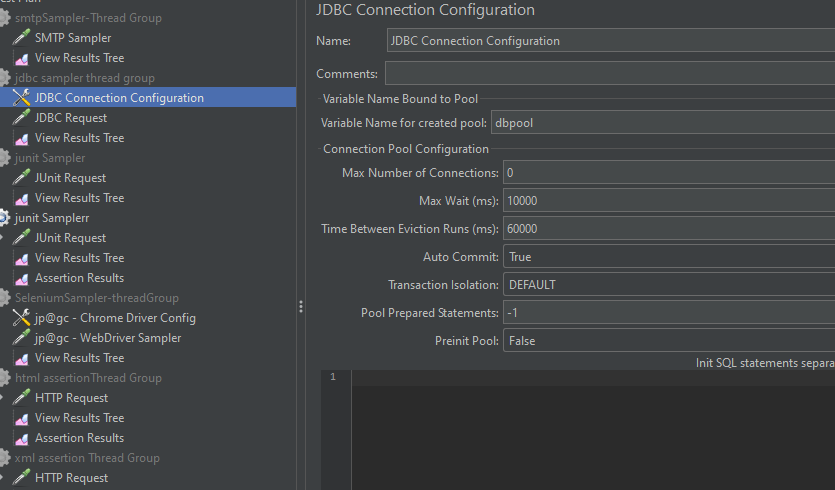 smtpSampler-Thread Group
SMTP Sampler
View Results Tree
jdbc sampler thread group
JDBC Connection Configuration
JDBC Request
View Results Tree
junit Sampler
JUnit Request
View Results Tree
junit Samplerr
JUnit Request
View Results Tree
Assertion Results
SeleniumSampler-threadGroup
jp@gc - Chrome Driver Config
jp@gc - WebDriver Sampler
View Results Tree
html assertionThread Group
HTTP Request
View Results Tree
Assertion Results
xml assertion Thread Group
HTTP Request
JDBC Connection Configuration
Name: JDBC Connection Configuration
Comments:
Variable Name Bound to Pool
Variable Name for created pool: dbpool
Connection Pool Configuration
Max Number of Connections: 0
Max Wait (ms): 10000
Time Between Eviction Runs (ms): 60000
Auto Commit: True
Transaction Isolation: DEFAULT
Pool Prepared Statements: -1
Preinit Pool: False
Init SQL statements separa
1